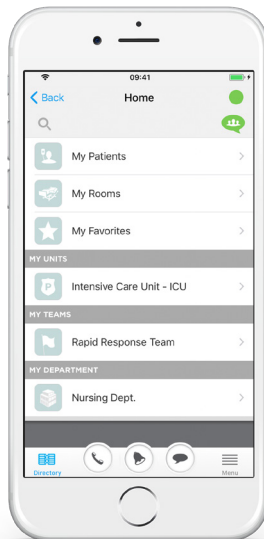 09:41
Back Home
My Patients
My Rooms
My Favorites
MY UNITS
P Intensive Care Unit - ICU
MY TEAMS
Rapid Response Team
MY DEPARTMENT
Nursing Dept.
Directory Menu